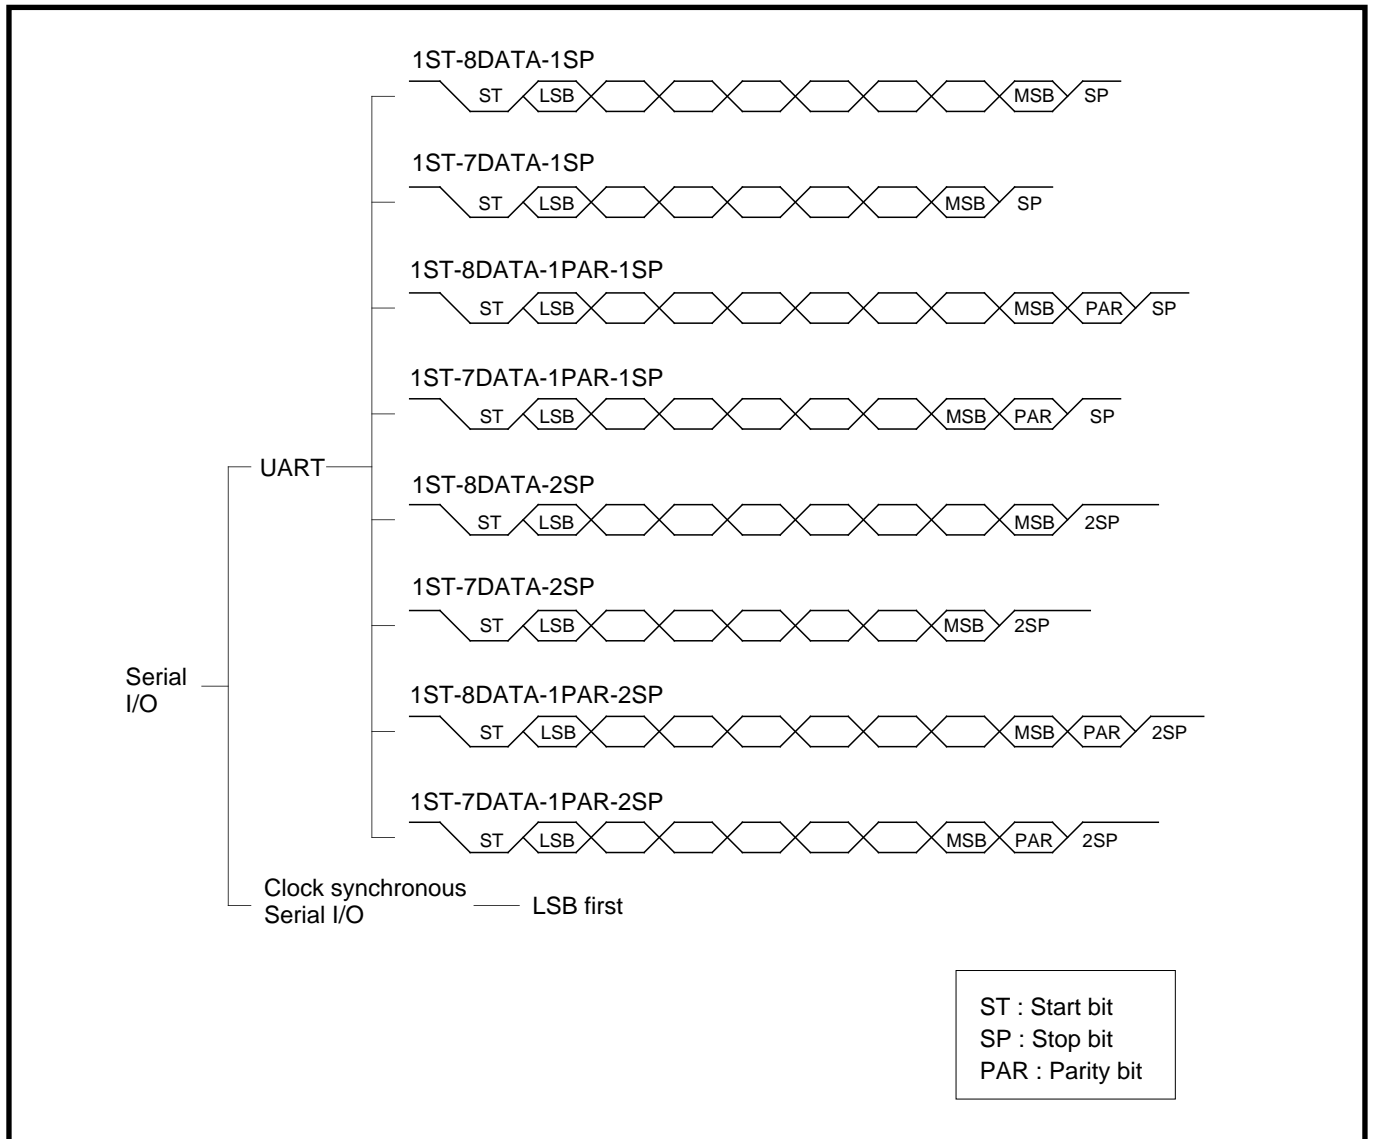 1ST-8DATA-1SP
ST LSB MSB SP
1ST-7DATA-1SP
ST LSB MSB SP
1ST-8DATA-1PAR-1SP
ST LSB MSB PAR SP
1ST-7DATA-1PAR-1SP
ST LSB MSB PAR SP
UART
1ST-8DATA-2SP
ST LSB MSB 2SP
1ST-7DATA-2SP
ST LSB MSB 2SP
Serial
I/O
1ST-8DATA-1PAR-2SP
ST LSB MSB PAR 2SP
1ST-7DATA-1PAR-2SP
ST LSB MSB PAR 2SP
Clock synchronous
Serial I/O
LSB first
ST : Start bit
SP : Stop bit
PAR : Parity bit